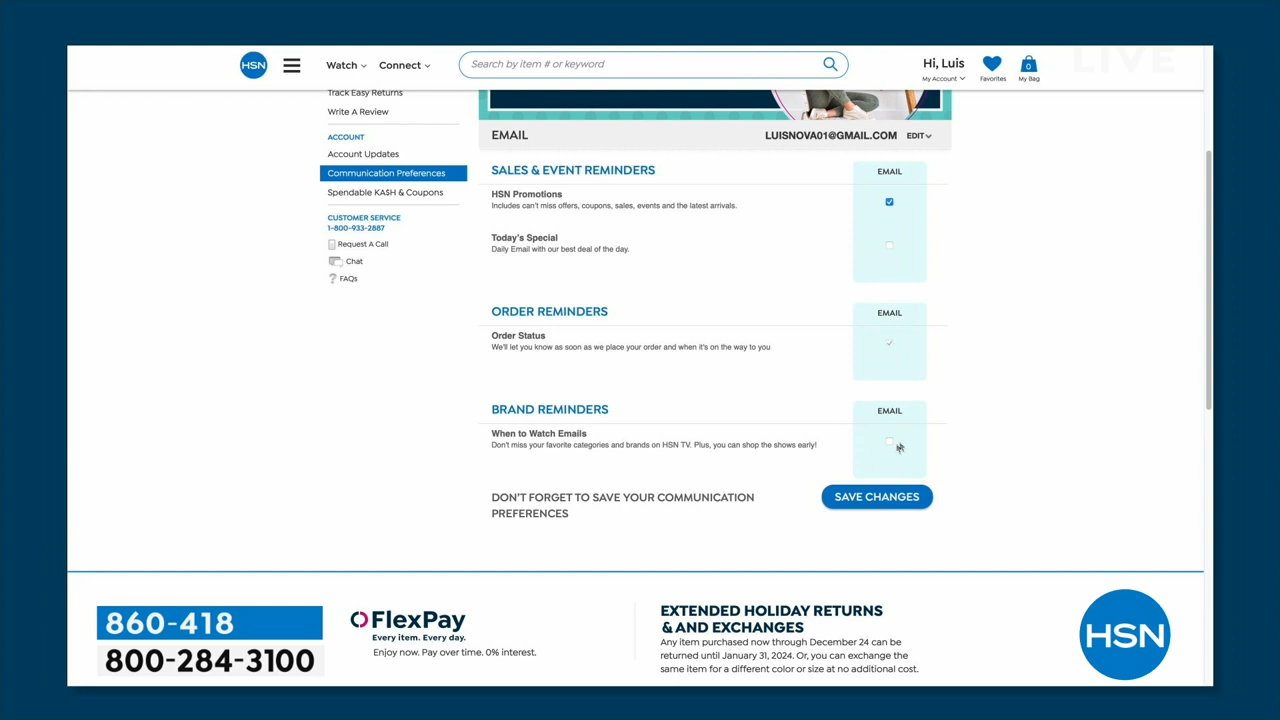 HSN
Watch
Connect
Search by item # or keyword
Hi, Luis
My Account
Favorites
0
My Bag
LIVE
Track Easy Returns
Write A Review
ACCOUNT
Account Updates
Communication Preferences
Spendable KA$H & Coupons
CUSTOMER SERVICE
1-800-933-2887
Request A Call
Chat
FAQs
EMAIL
LUISNOVA01@GMAIL.COM
EDIT
SALES & EVENT REMINDERS
EMAIL
HSN Promotions
Includes can't miss offers, coupons, sales, events and the latest arrivals.
Today's Special
Daily Email with our best deal of the day.
ORDER REMINDERS
EMAIL
Order Status
We'll let you know as soon as we place your order and when it's on the way to you
BRAND REMINDERS
EMAIL
When to Watch Emails
Don't miss your favorite categories and brands on HSN TV. Plus, you can shop the shows early!
DON'T FORGET TO SAVE YOUR COMMUNICATION
PREFERENCES
SAVE CHANGES
860-418
800-284-3100
FlexPay
Every item. Every day.
Enjoy now. Pay over time. 0% interest.
EXTENDED HOLIDAY RETURNS
& AND EXCHANGES
Any item purchased now through December 24 can be
returned until January 31, 2024. Or, you can exchange the
same item for a different color or size at no additional cost.
HSN